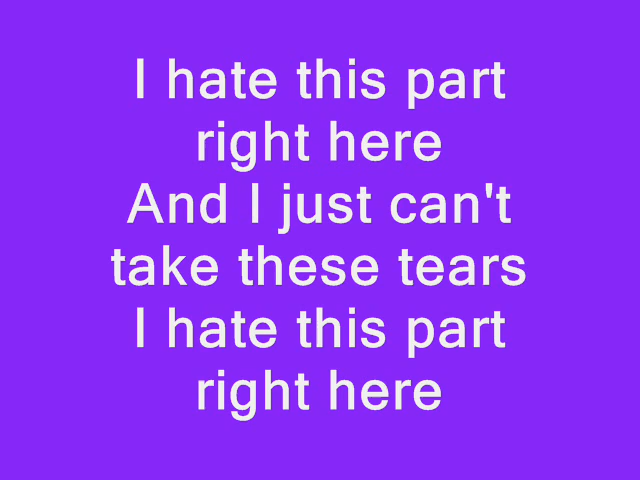 I hate this part
right here
And I just can't
take these tears
I hate this part
right here